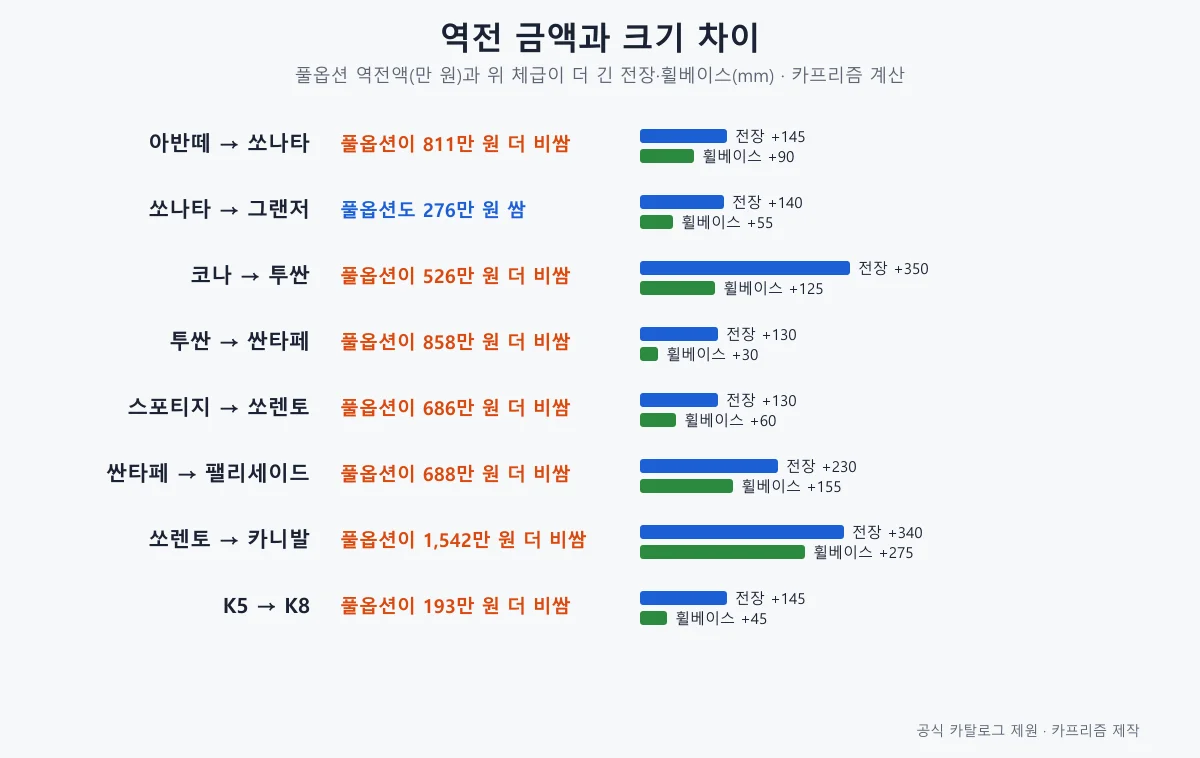 역전 금액과 크기 차이
풀옵션 역전액(만 원)과 위 체급이 더 긴 전장·휠베이스(mm) · 카프리즘 계산
아반떼 → 쏘나타 풀옵션이 811만 원 더 비쌈 전장 +145
휠베이스 +90
쏘나타 → 그랜저 풀옵션도 276만 원 쌈 전장 +140
휠베이스 +55
코나 → 투싼 풀옵션이 526만 원 더 비쌈 전장 +350
휠베이스 +125
투싼 → 싼타페 풀옵션이 858만 원 더 비쌈 전장 +130
휠베이스 +30
스포티지 → 쏘렌토 풀옵션이 686만 원 더 비쌈 전장 +130
휠베이스 +60
싼타페 → 팰리세이드 풀옵션이 688만 원 더 비쌈 전장 +230
휠베이스 +155
쏘렌토 → 카니발 풀옵션이 1,542만 원 더 비쌈 전장 +340
휠베이스 +275
K5 → K8 풀옵션이 193만 원 더 비쌈 전장 +145
휠베이스 +45
공식 카탈로그 제원 · 카프리즘 제작